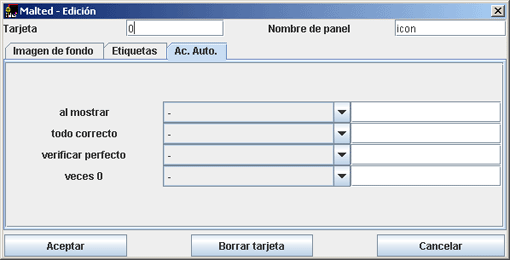 Malted - Edición
Tarjeta 0 Nombre de panel icon
Imagen de fondo Etiquetas Ac. Auto.
al mostrar -
todo correcto -
verificar perfecto -
veces 0 -
Aceptar Borrar tarjeta Cancelar